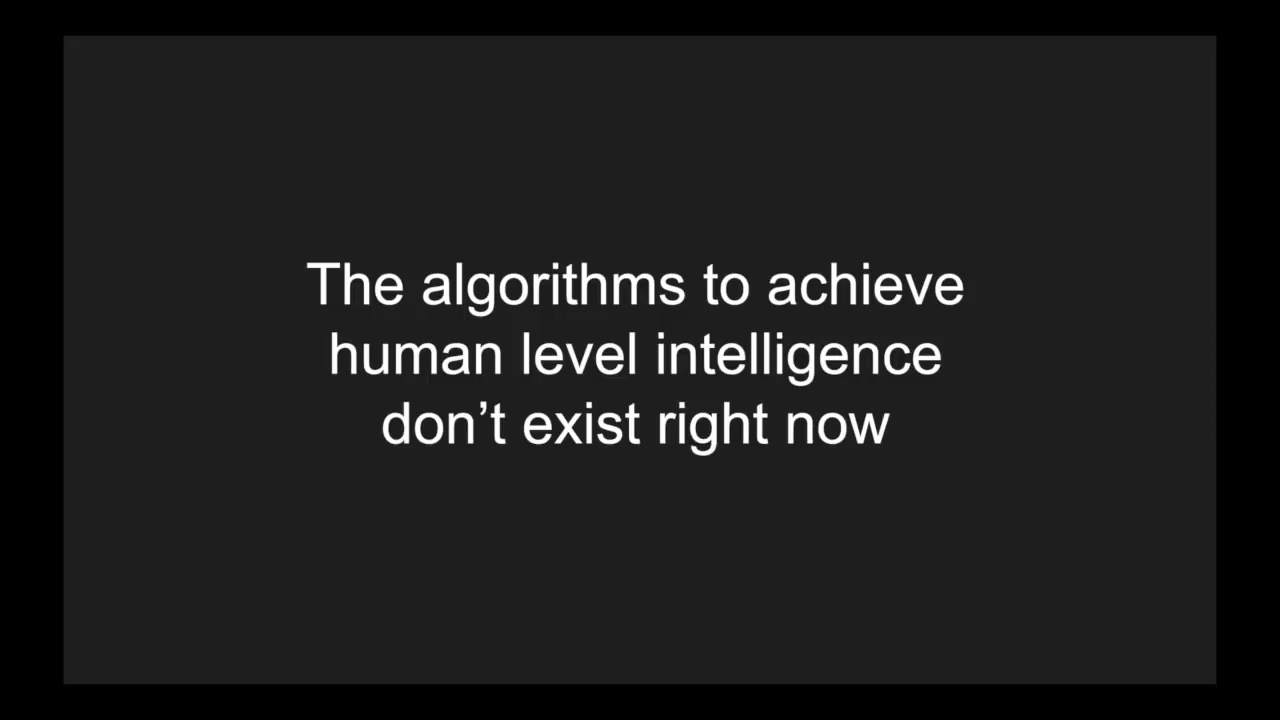 The algorithms to achieve
human level intelligence
don’t exist right now